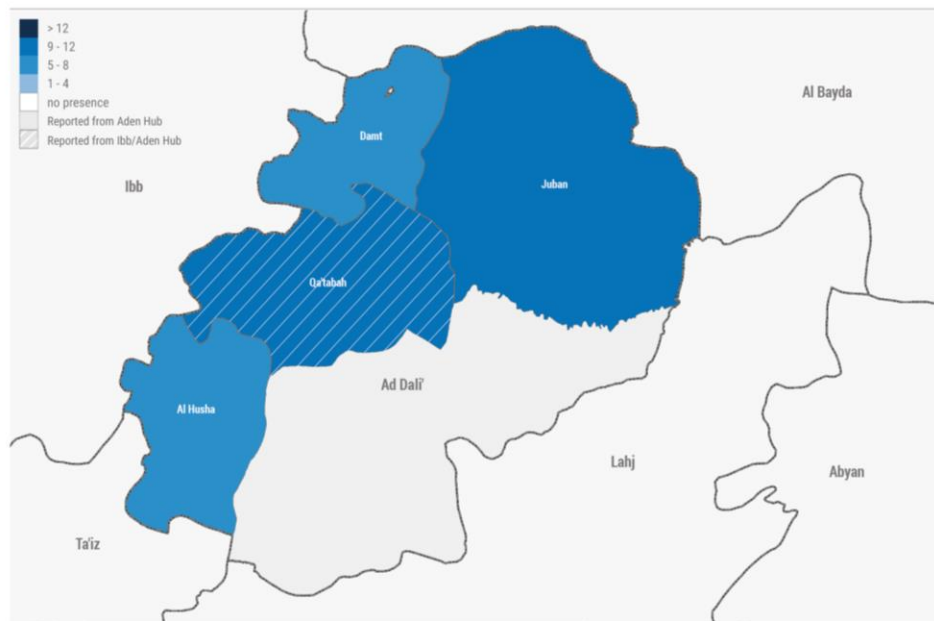 > 12
9 - 12
5 - 8
1 - 4
no presence
Reported from Aden Hub
Reported from Ibb/Aden Hub
Al Bayda
Damt
Ibb
Juban
Qa'tabah
Ad Dali'
Al Husha
Lahj
Abyan
Ta'iz